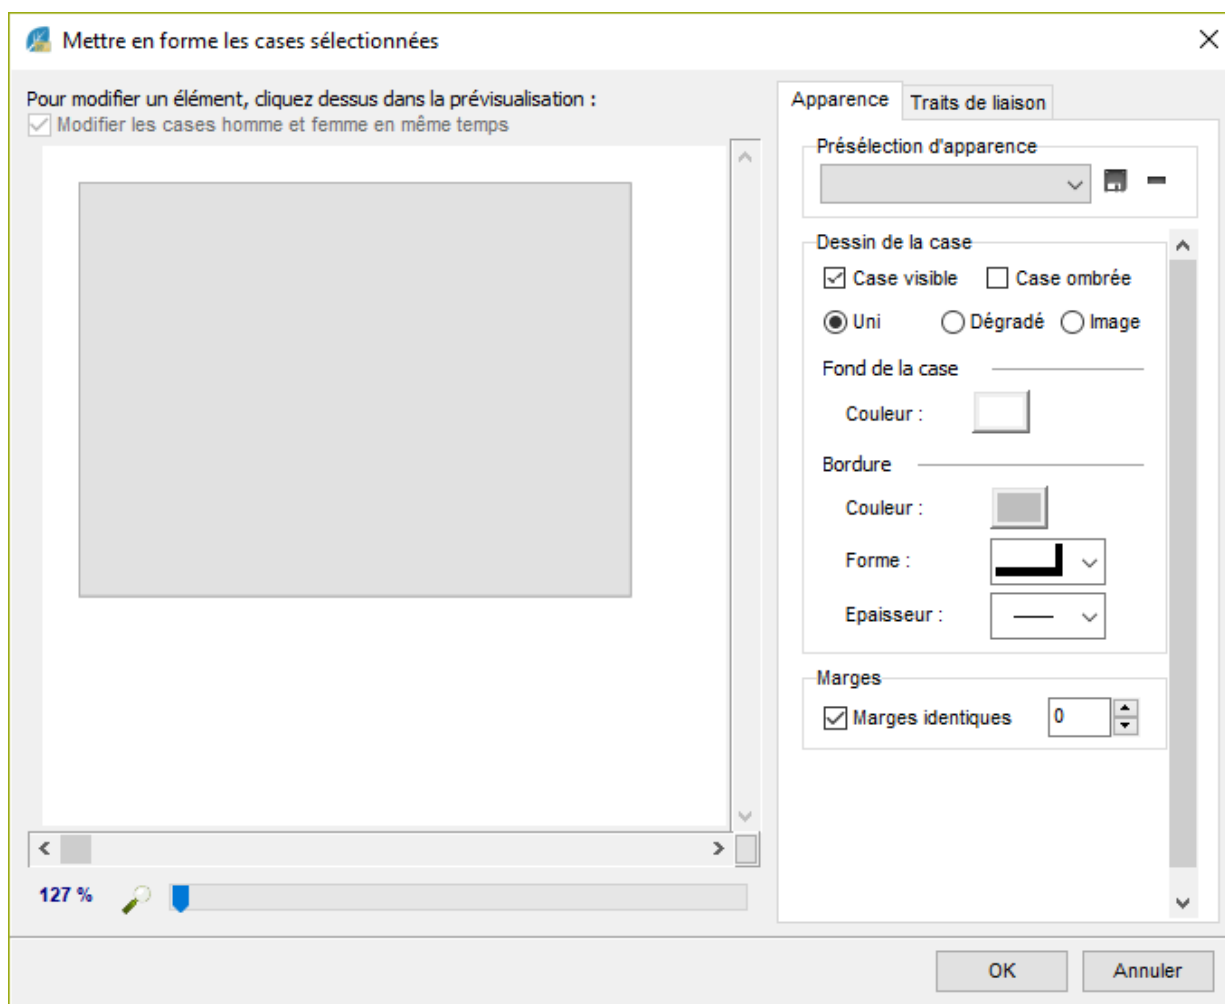 Mettre en forme les cases sélectionnées
Pour modifier un élément, cliquez dessus dans la prévisualisation :
Modifier les cases homme et femme en même temps
127 %
Apparence
Traits de liaison
Présélection d'apparence
Dessin de la case
Case visible
Case ombrée
Uni
Dégradé
Image
Fond de la case
Couleur :
Bordure
Couleur :
Forme :
Epaisseur :
Marges
Marges identiques
0
OK
Annuler